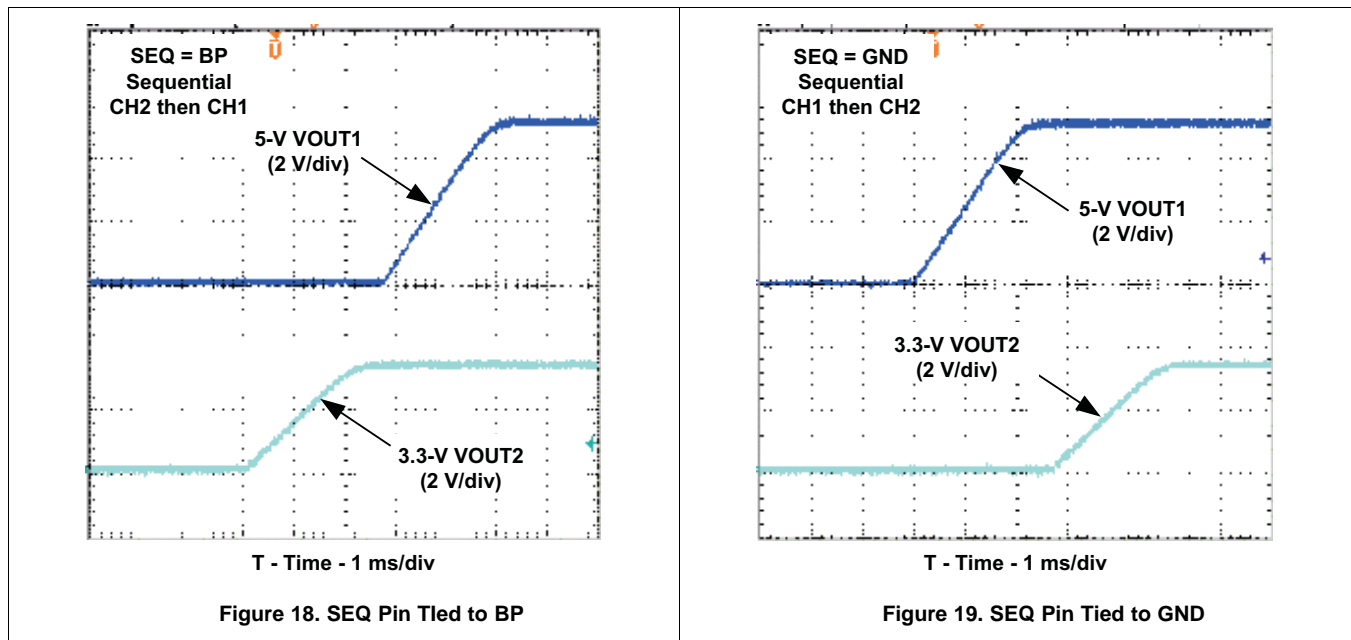 SEQ = BP
Sequential
CH2 then CH1
5-V VOUT1
(2 V/div)
3.3-V VOUT2
(2 V/div)
T - Time - 1 ms/div
Figure 18. SEQ Pin TIed to BP
SEQ = GND
Sequential
CH1 then CH2
5-V VOUT1
(2 V/div)
3.3-V VOUT2
(2 V/div)
T - Time - 1 ms/div
Figure 19. SEQ Pin Tied to GND